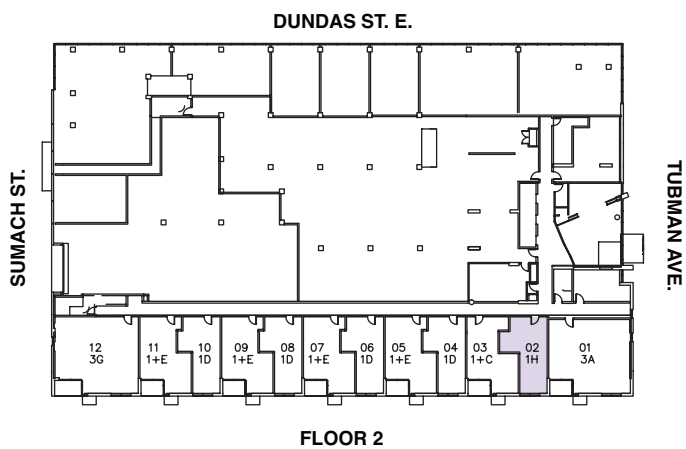 DUNDAS ST. E.
SUMACH ST.
TUBMAN AVE.
12
3G
11
1+E
10
1D
09
1+E
08
1D
07
1+E
06
1D
05
1+E
04
1D
03
1+C
02
1H
01
3A
FLOOR 2